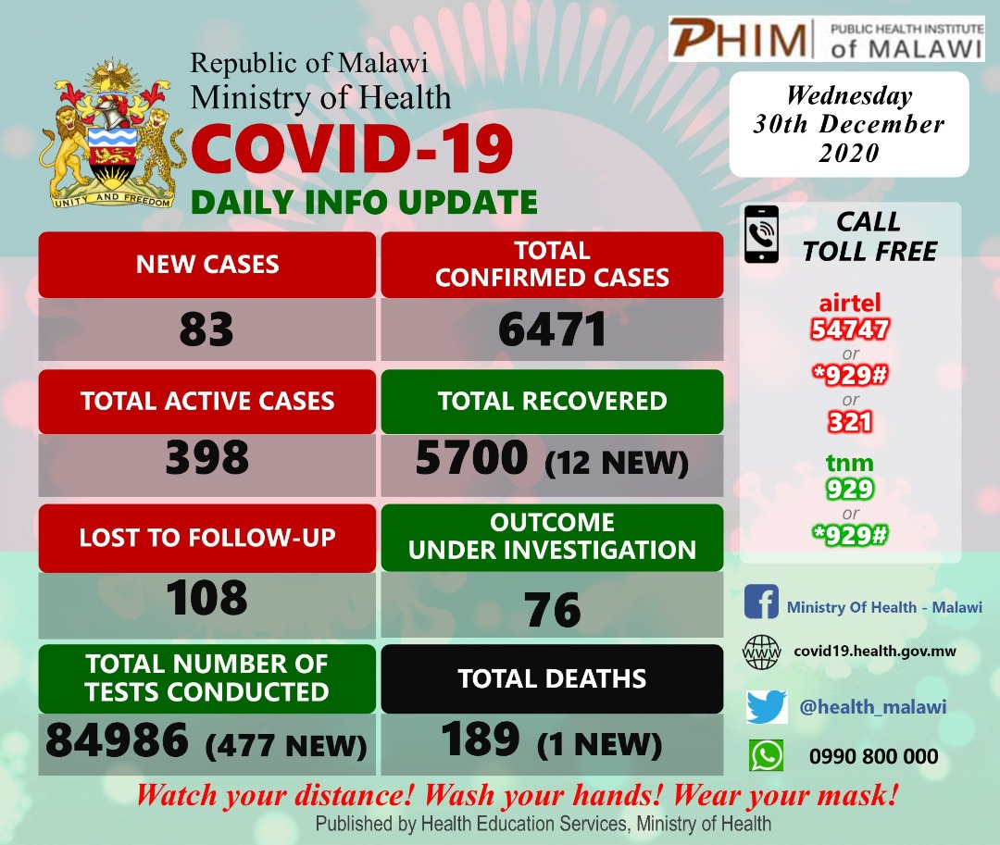 PHIM
PUBLIC HEALTH INSTITUTE
of MALAWI
Republic of Malawi
Ministry of Health
COVID-19
DAILY INFO UPDATE
UNITY AND FREEDOM
Wednesday
30th December
2020
NEW CASES
83
TOTAL
CONFIRMED CASES
6471
TOTAL ACTIVE CASES
398
TOTAL RECOVERED
5700 (12 NEW)
LOST TO FOLLOW-UP
108
OUTCOME
UNDER INVESTIGATION
76
TOTAL NUMBER OF
TESTS CONDUCTED
84986 (477 NEW)
TOTAL DEATHS
189 (1 NEW)
CALL
TOLL FREE
airtel
54747
or
*929#
or
321
tnm
929
or
*929#
f
Ministry Of Health - Malawi
WWW
covid19.health.gov.mw
@health_malawi
0990 800 000
Watch your distance! Wash your hands! Wear your mask!
Published by Health Education Services, Ministry of Health